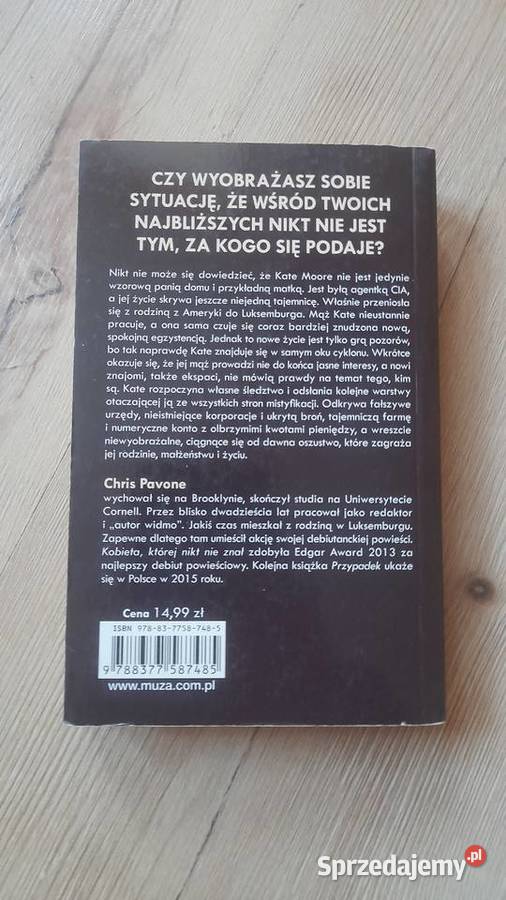 CZY WYOBRAŻASZ SOBIE
SYTUACJĘ, ŻE WŚRÓD TWOICH
NAJBLIŻSZYCH NIKT NIE JEST
TYM, ZA KOGO SIĘ PODAJE?
Nikt nie może się dowiedzieć, że Kate Moore nie jest jedynie
wzorową panią domu i przykładną matką. Jest byłą agentką CIA,
a jej życie skrywa jeszcze niejedną tajemnicę. Właśnie przeniosła
się z rodziną z Ameryki do Luksemburga. Mąż Kate nieustannie
pracuje, a ona sama czuje się coraz bardziej znudzona nową,
spokojną egzystencją. Jednak to nowe życie jest tylko grą pozorów,
bo tak naprawdę Kate znajduje się w samym oku cyklonu. Wkrótce
okazuje się, że jej mąż prowadzi nie do końca jasne interesy, a nowi
znajomi, także ekspaci, nie mówią prawdy na temat tego, kim
są. Kate rozpoczyna własne śledztwo i odsłania kolejne warstwy
otaczającej ją ze wszystkich stron mistyfikacji. Odkrywa fałszywe
urzędy, nieistniejące korporacje i ukrytą broń, tajemniczą farmę
i numeryczne konto z olbrzymimi kwotami pieniędzy, a wreszcie
niewyobrażalne, ciągnące się od dawna oszustwo, które zagraża
jej rodzinie, małżeństwu i życiu.
Chris Pavone
wychował się na Brooklynie, skończył studia na Uniwersytecie
Cornell. Przez blisko dwadzieścia lat pracował jako redaktor
i „autor widmo". Jakiś czas mieszkał z rodziną w Luksemburgu.
Zapewne dlatego tam umieścił akcję swojej debiutanckiej powieści.
Kobieta, której nikt nie znał zdobyła Edgar Award 2013 za
najlepszy debiut powieściowy. Kolejna książka Przypadek ukaże
się w Polsce w 2015 roku.
Cena 14,99 zł
ISBN 978-83-7758-748-5
9 788377 587485
www.muza.com.pl
Sprzedajemy.pl